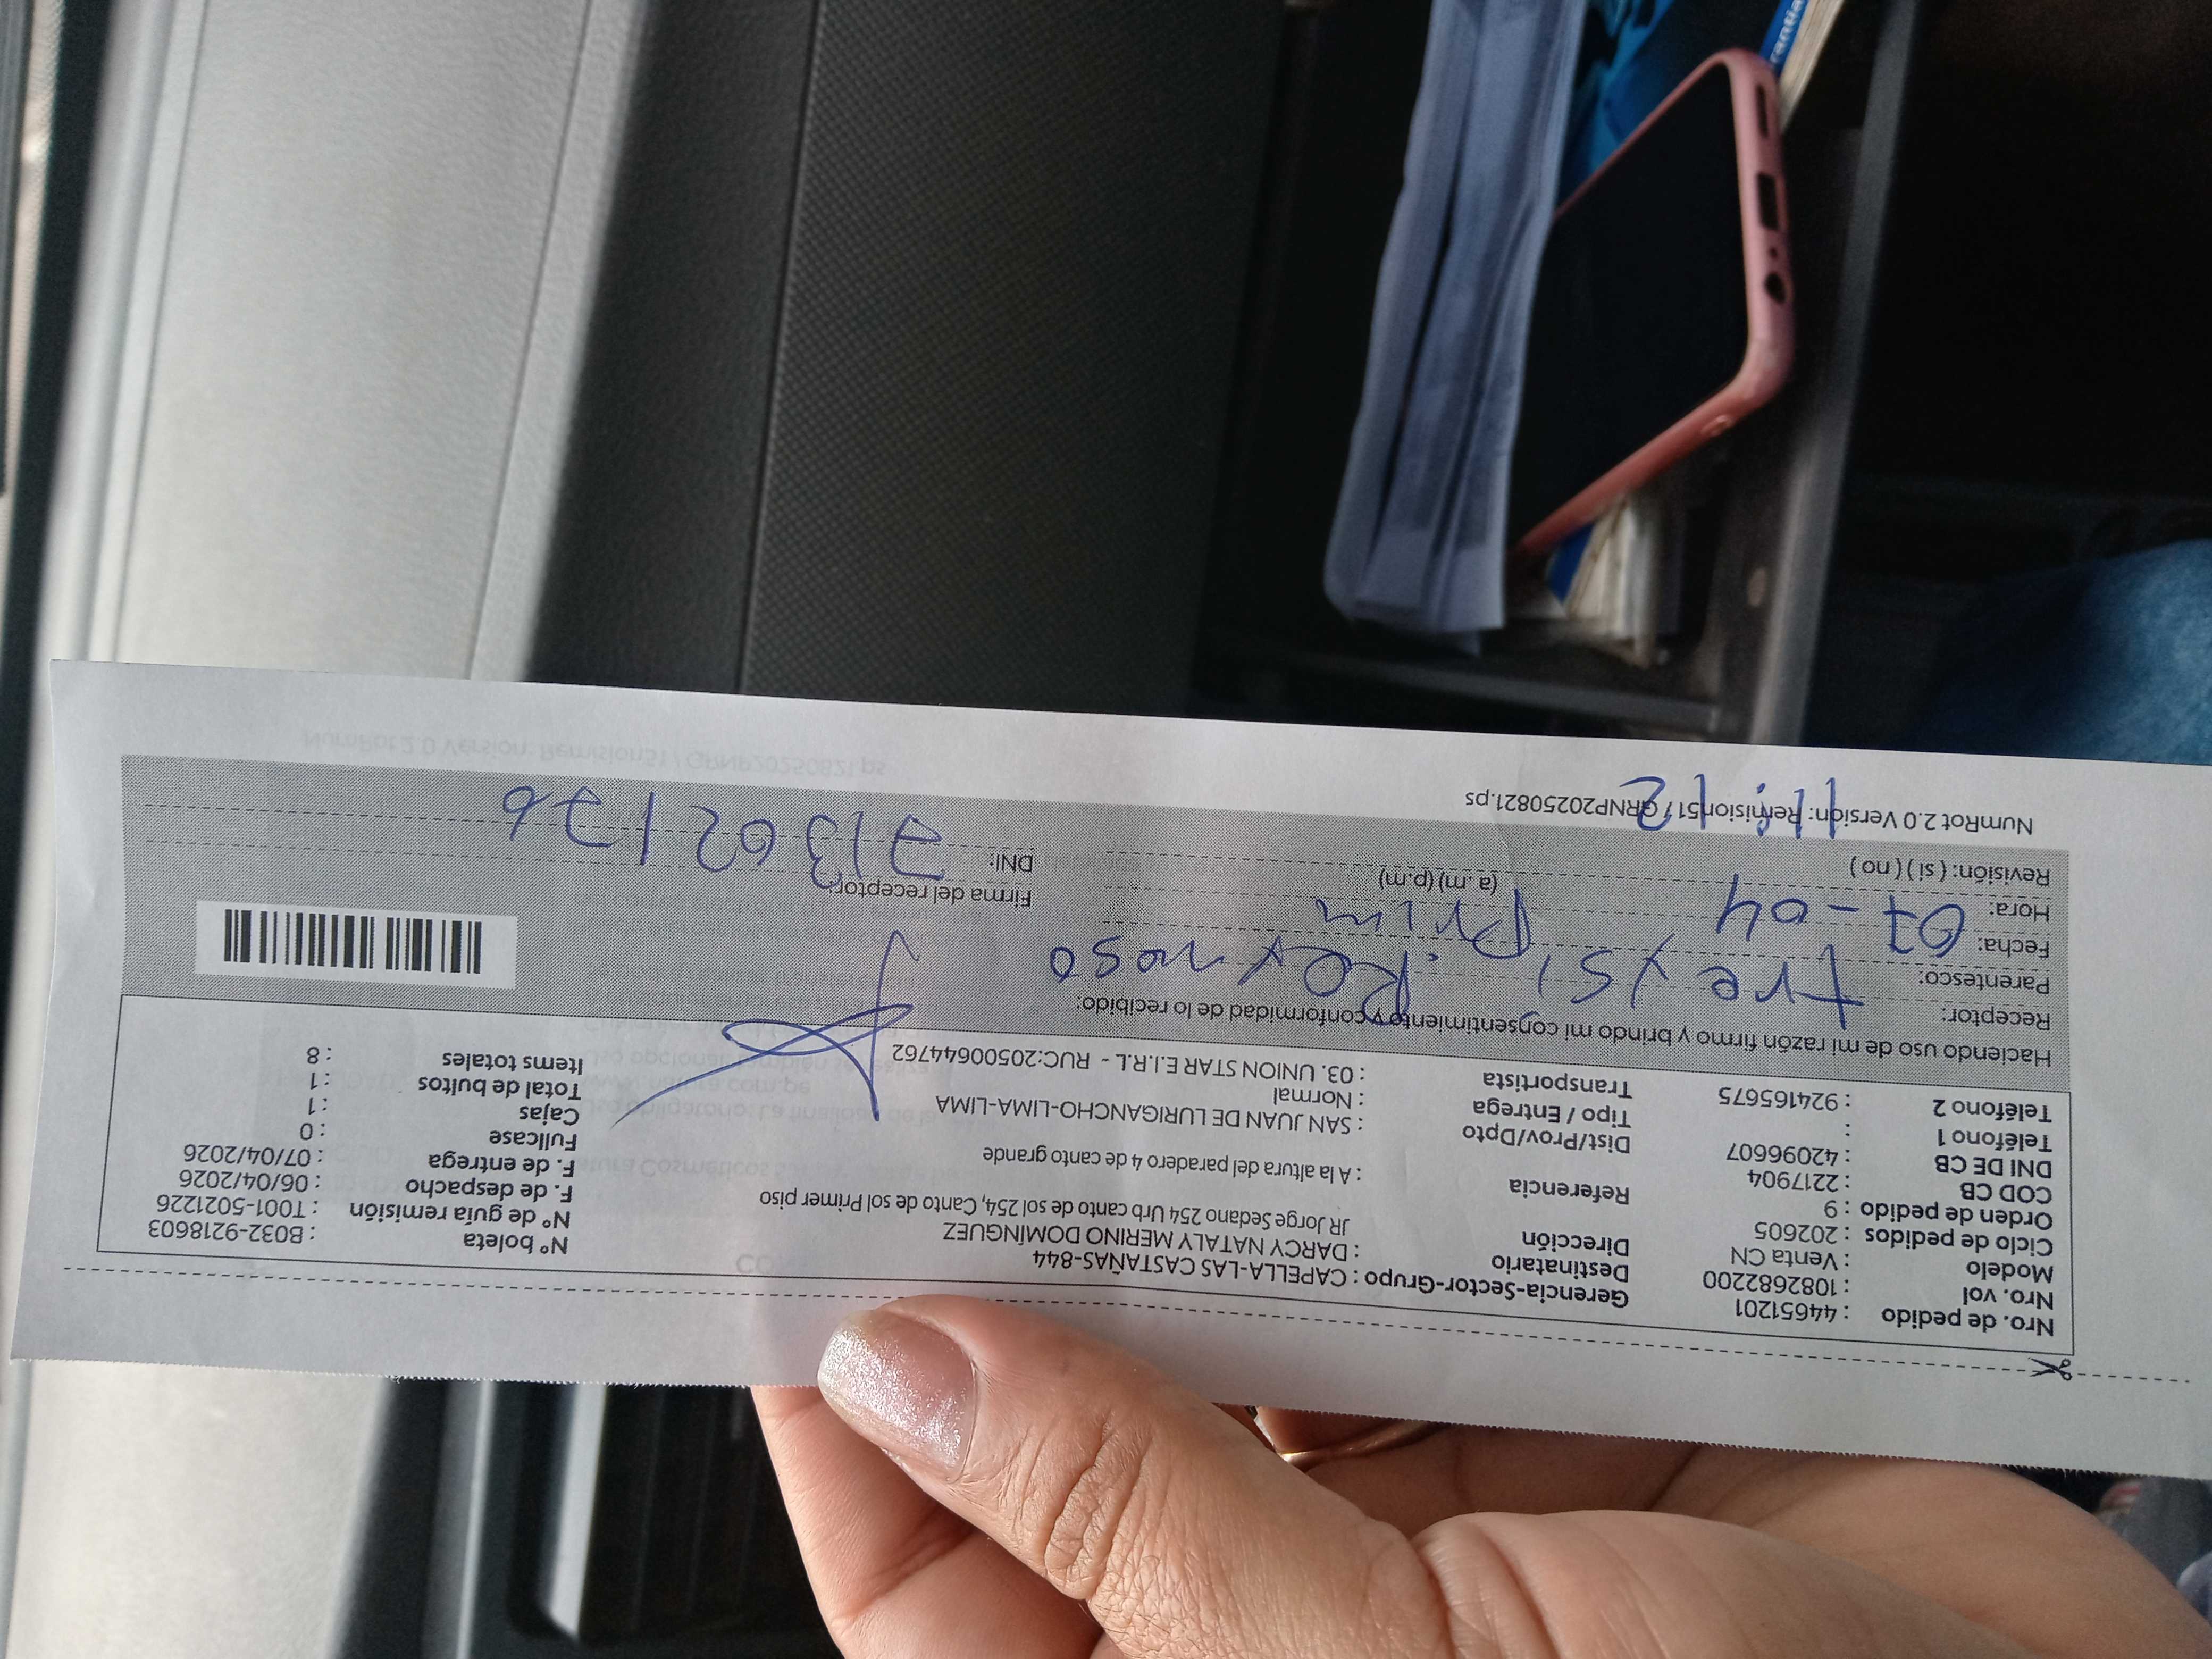 Nro. de pedido : 44651201
Nro. vol : 1082682200
Modelo : Venta CN
Ciclo de pedidos : 202605
Orden de pedido : 9
COD CB : 2217904
DNI DE CB : 42096607
Teléfono 1 :
Teléfono 2 : 924165675
Gerencia-Sector-Grupo : CAPELLA-LAS CASTAÑAS-844
Destinatario : DARCY NATALY MERINO DOMÍNGUEZ
Dirección JR Jorge Sedano 254 Urb canto de sol 254, Canto de sol Primer piso
Referencia : A la altura del paradero 4 canto grande
Dist/Prov/Dpto : SAN JUAN DE LURIGANCHO-LIMA-LIMA
Tipo / Entrega : Normal
Transportista : 03. UNION STAR E.I.R.L - RUC:20500644762
N° boleta : B032-9218603
N° de guía remisión : T001-5021226
F. de despacho : 06/04/2026
F. de entrega : 07/04/2026
Fullcase : 0
Cajas : 1
Total de bultos : 1
Items totales : 8
Haciendo uso de mi razón firmo y brindo mi consentimiento y conformidad de lo recibido:
Receptor: Treysi Reynoso
Parentesco: Prim
Fecha: 07-04
Hora: 11:12 (a .m) (p.m)
Revisión: ( si ) ( no )
Firma del receptor:
DNI: 71302176
NumRot 2.0 Version: Remision51 / GRNP20250821.ps
rantía